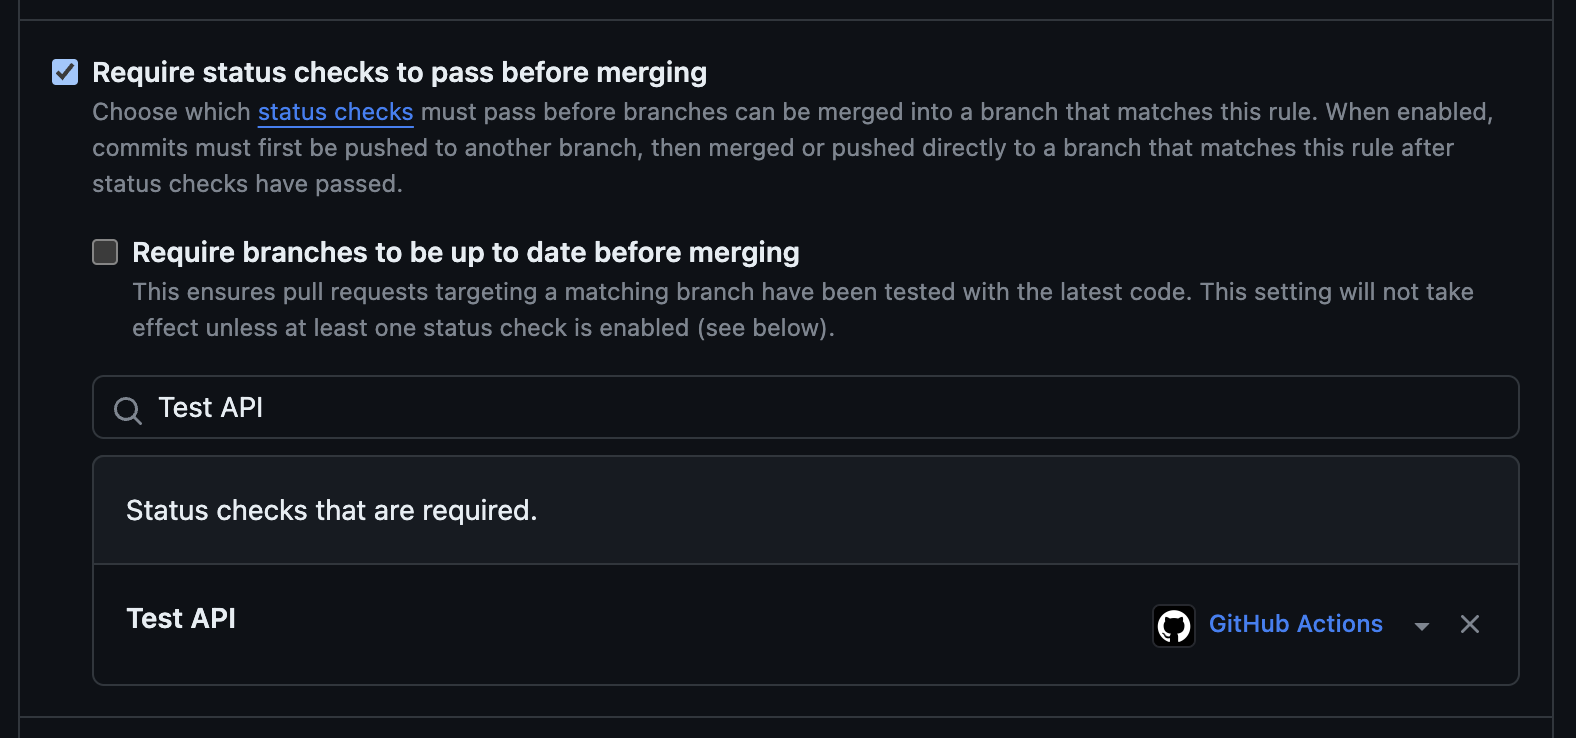 Require status checks to pass before merging
Choose which status checks must pass before branches can be merged into a branch that matches this rule. When enabled,
commits must first be pushed to another branch, then merged or pushed directly to a branch that matches this rule after
status checks have passed.
Require branches to be up to date before merging
This ensures pull requests targeting a matching branch have been tested with the latest code. This setting will not take
effect unless at least one status check is enabled (see below).
Test API
Status checks that are required.
Test API GitHub Actions